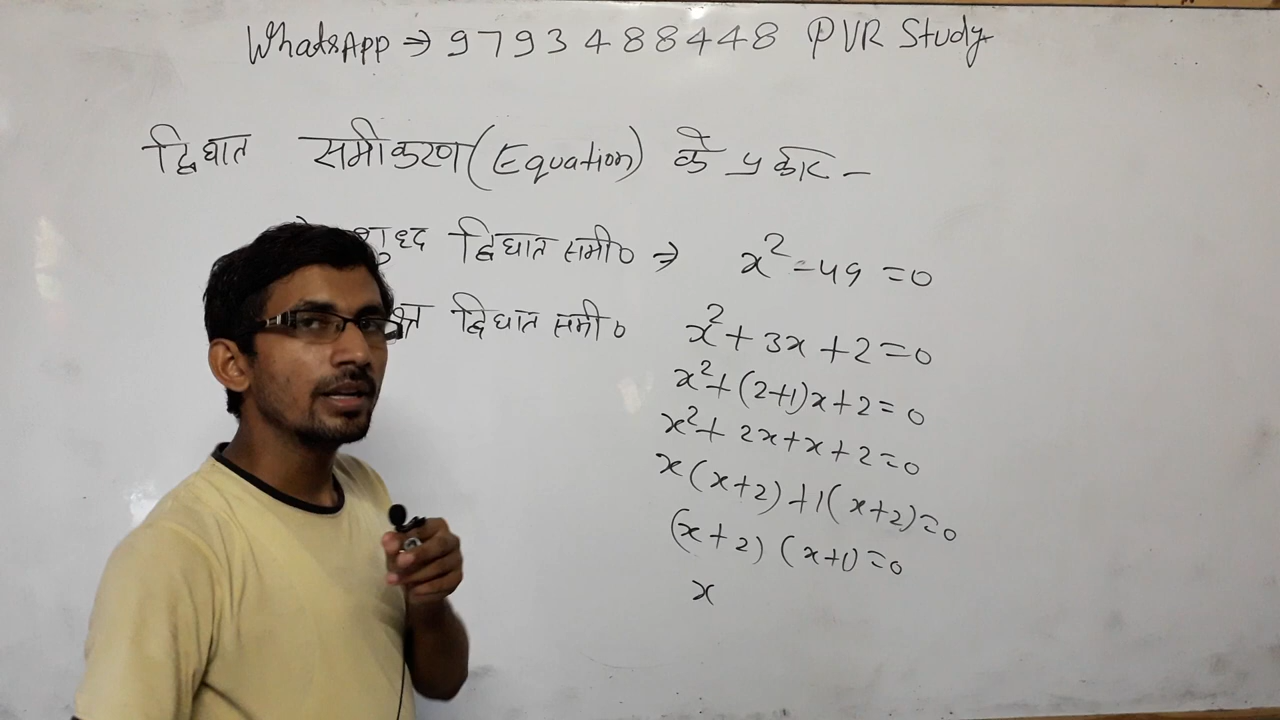 WhatsApp ⇒ 9793488448 PVR Study
द्विघात समीकरण (Equation) के प्रकार -
शुध्द द्विघात समी० ⇒ x² - 49 = 0
द्विघात समी० x² + 3x + 2 = 0
x² + (2+1)x + 2 = 0
x² + 2x + x + 2 = 0
x(x+2) + 1(x+2) = 0
(x+2) (x+1) = 0
x